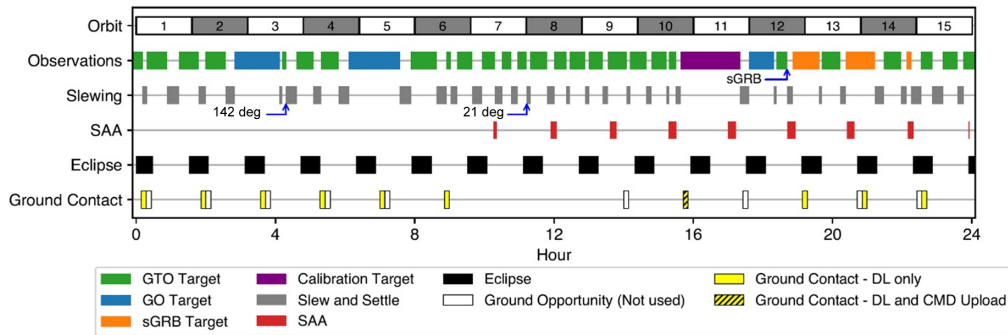 Orbit 1 2 3 4 5 6 7 8 9 10 11 12 13 14 15
Observations
sGRB
Slewing
142 deg 21 deg
SAA
Eclipse
Ground Contact
0 4 8 12 16 20 24
Hour
GTO Target Calibration Target Eclipse Ground Contact - DL only
GO Target Slew and Settle Ground Opportunity (Not used) Ground Contact - DL and CMD Upload
sGRB Target SAA